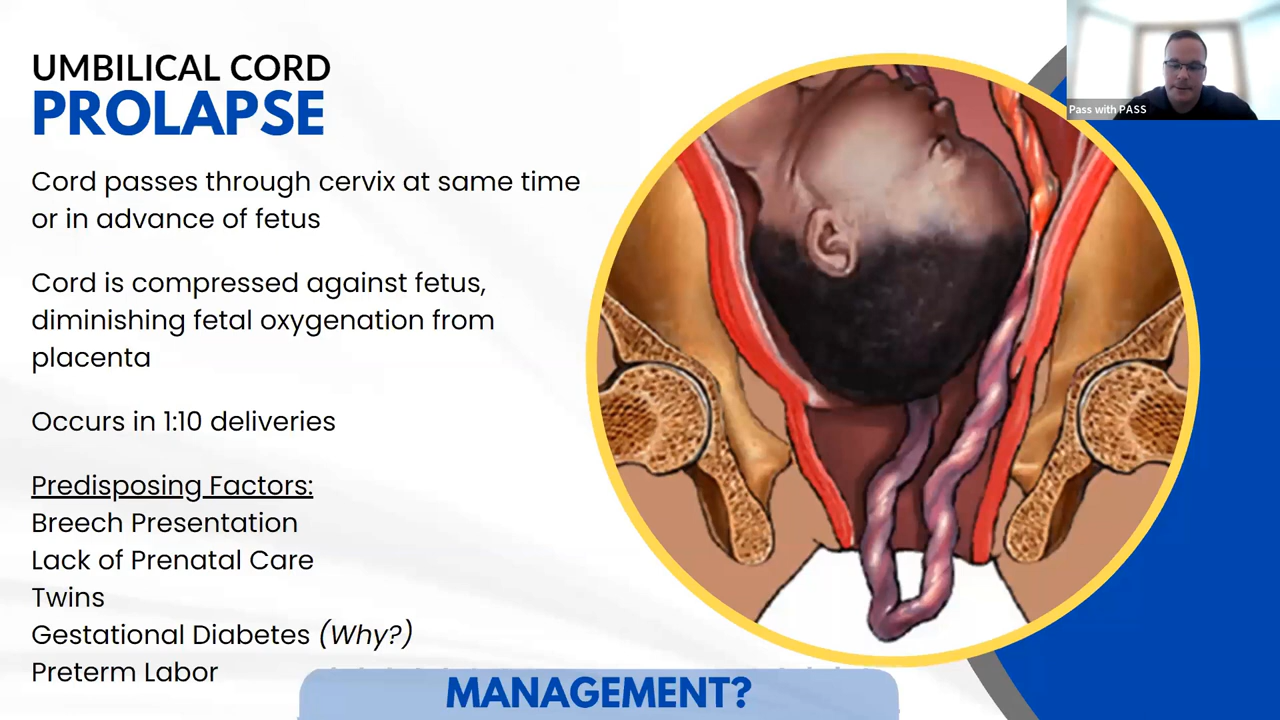 UMBILICAL CORD
PROLAPSE
Pass with PASS
Cord passes through cervix at same time
or in advance of fetus
Cord is compressed against fetus,
diminishing fetal oxygenation from
placenta
Occurs in 1:10 deliveries
Predisposing Factors:
Breech Presentation
Lack of Prenatal Care
Twins
Gestational Diabetes (Why?)
Preterm Labor
MANAGEMENT?